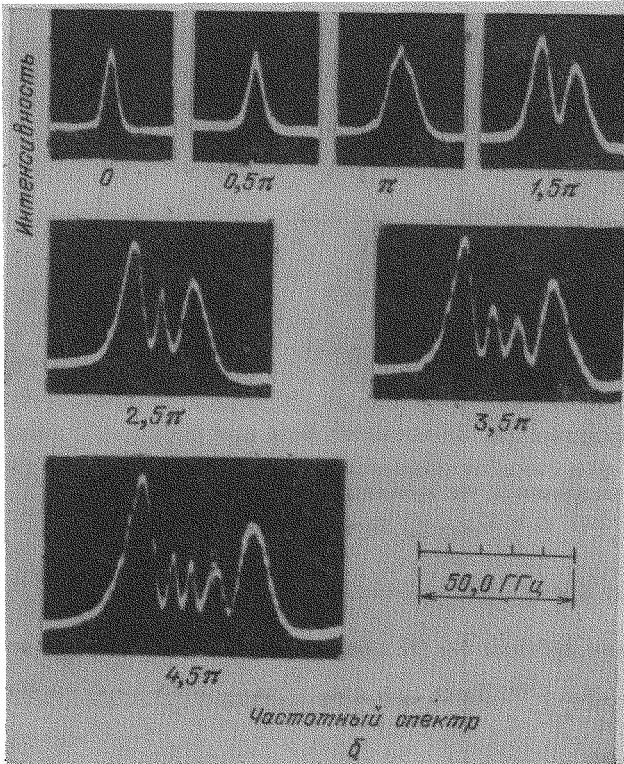 Интенсивность
0
0,5π
π
1,5π
2,5π
3,5π
50,0 ГГц
4,5π
Частотный спектр
б